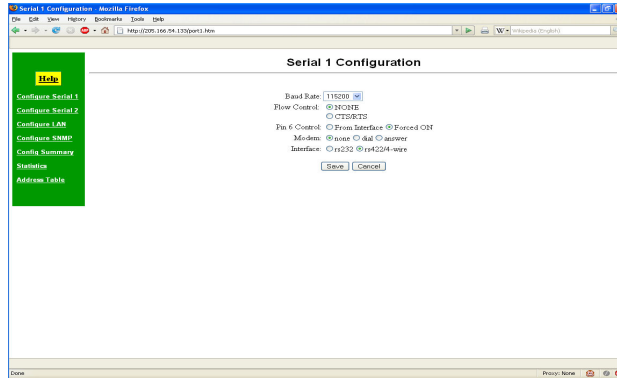 Serial 1 Configuration - Mozilla Firefox
File Edit View History Bookmarks Tools Help
http://205.166.54.133/port1.htm
W Wikipedia (English)
Serial 1 Configuration
Help
Configure Serial 1
Configure Serial 2
Configure LAN
Configure SNMP
Config Summary
Statistics
Address Table
Baud Rate: 115200
Flow Control: NONE
CTS/RTS
Pin 6 Control: From Interface Forced ON
Modem: none dial answer
Interface: rs232 rs422/4-wire
Save Cancel
Done Proxy: None